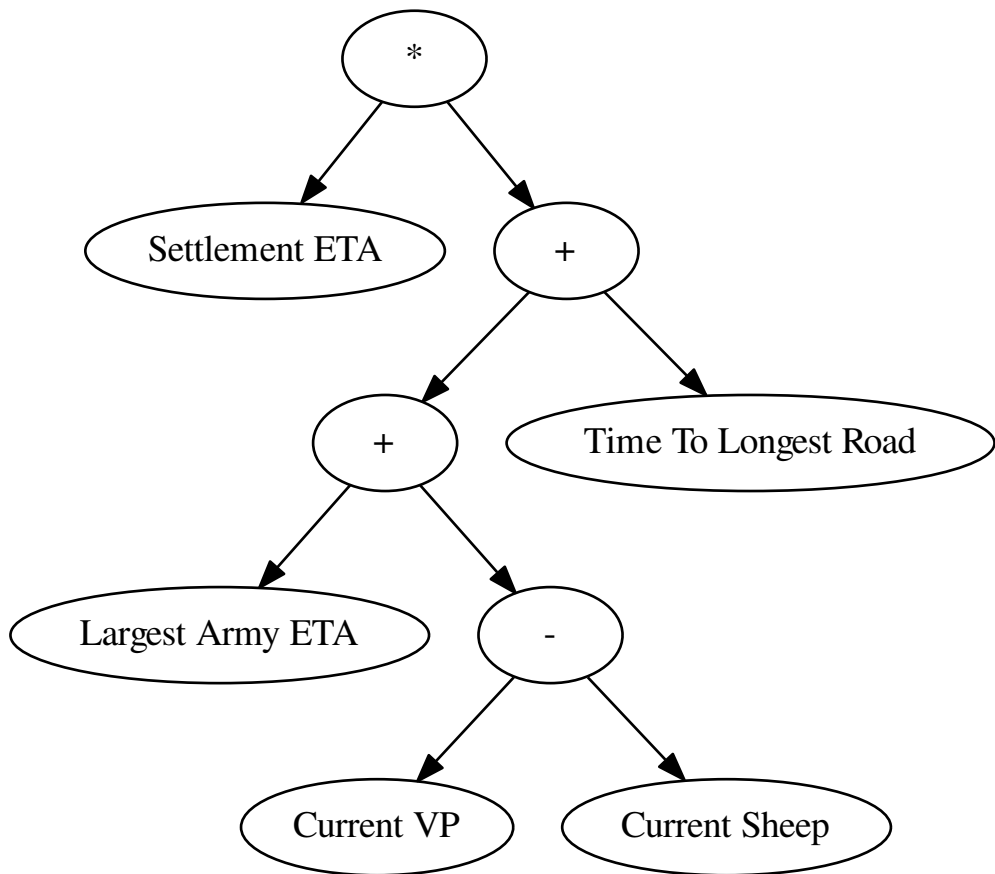 *
Settlement ETA
+
+
Time To Longest Road
Largest Army ETA
-
Current VP
Current Sheep